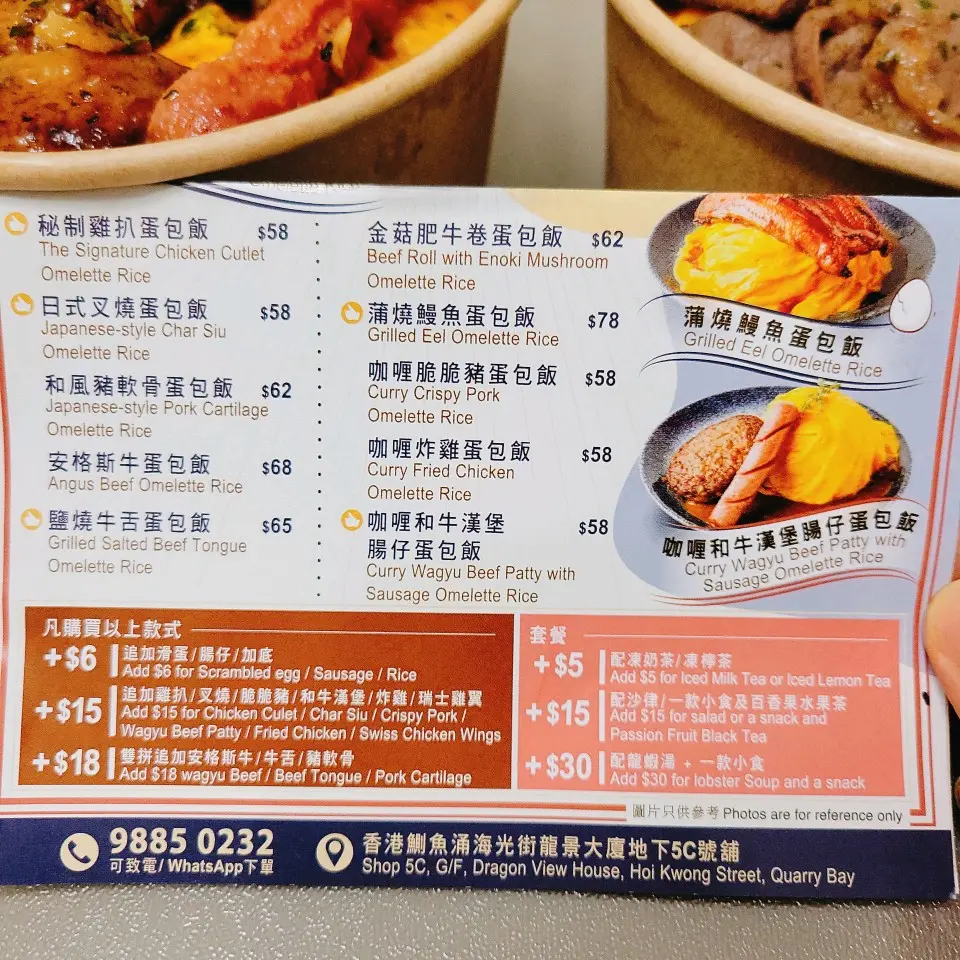 秘制雞扒蛋包飯 $58
The Signature Chicken Cutlet
Omelette Rice
日式叉燒蛋包飯 $58
Japanese-style Char Siu
Omelette Rice
和風豬軟骨蛋包飯 $62
Japanese-style Pork Cartilage
Omelette Rice
安格斯牛蛋包飯 $68
Angus Beef Omelette Rice
鹽燒牛舌蛋包飯 $65
Grilled Salted Beef Tongue
Omelette Rice
金菇肥牛卷蛋包飯 $62
Beef Roll with Enoki Mushroom
Omelette Rice
蒲燒鰻魚蛋包飯 $78
Grilled Eel Omelette Rice
咖喱脆脆豬蛋包飯 $58
Curry Crispy Pork
Omelette Rice
咖喱炸雞蛋包飯 $58
Curry Fried Chicken
Omelette Rice
咖喱和牛漢堡 $58
腸仔蛋包飯
Curry Wagyu Beef Patty with
Sausage Omelette Rice
蒲燒鰻魚蛋包飯
Grilled Eel Omelette Rice
咖喱和牛漢堡腸仔蛋包飯
Curry Wagyu Beef Patty with
Sausage Omelette Rice
凡購買以上款式
+$6 追加滑蛋/腸仔/加底
Add $6 for Scrambled egg / Sausage / Rice
+$15 追加雞扒/叉燒/脆脆豬/和牛漢堡/炸雞/瑞士雞翼
Add $15 for Chicken Culet / Char Siu / Crispy Pork /
Wagyu Beef Patty / Fried Chicken / Swiss Chicken Wings
+$18 雙拼追加安格斯牛/牛舌/豬軟骨
Add $18 wagyu Beef / Beef Tongue / Pork Cartilage
套餐
+$5 配凍奶茶/凍檸茶
Add $5 for Iced Milk Tea or Iced Lemon Tea
+$15 配沙律/一款小食及百香果水果茶
Add $15 for salad or a snack and
Passion Fruit Black Tea
+$30 配龍蝦湯 + 一款小食
Add $30 for lobster Soup and a snack
圖片只供參考 Photos are for reference only
9885 0232
可致電/WhatsApp下單
香港鰂魚涌海光街龍景大廈地下5C號舖
Shop 5C, G/F, Dragon View House, Hoi Kwong Street, Quarry Bay